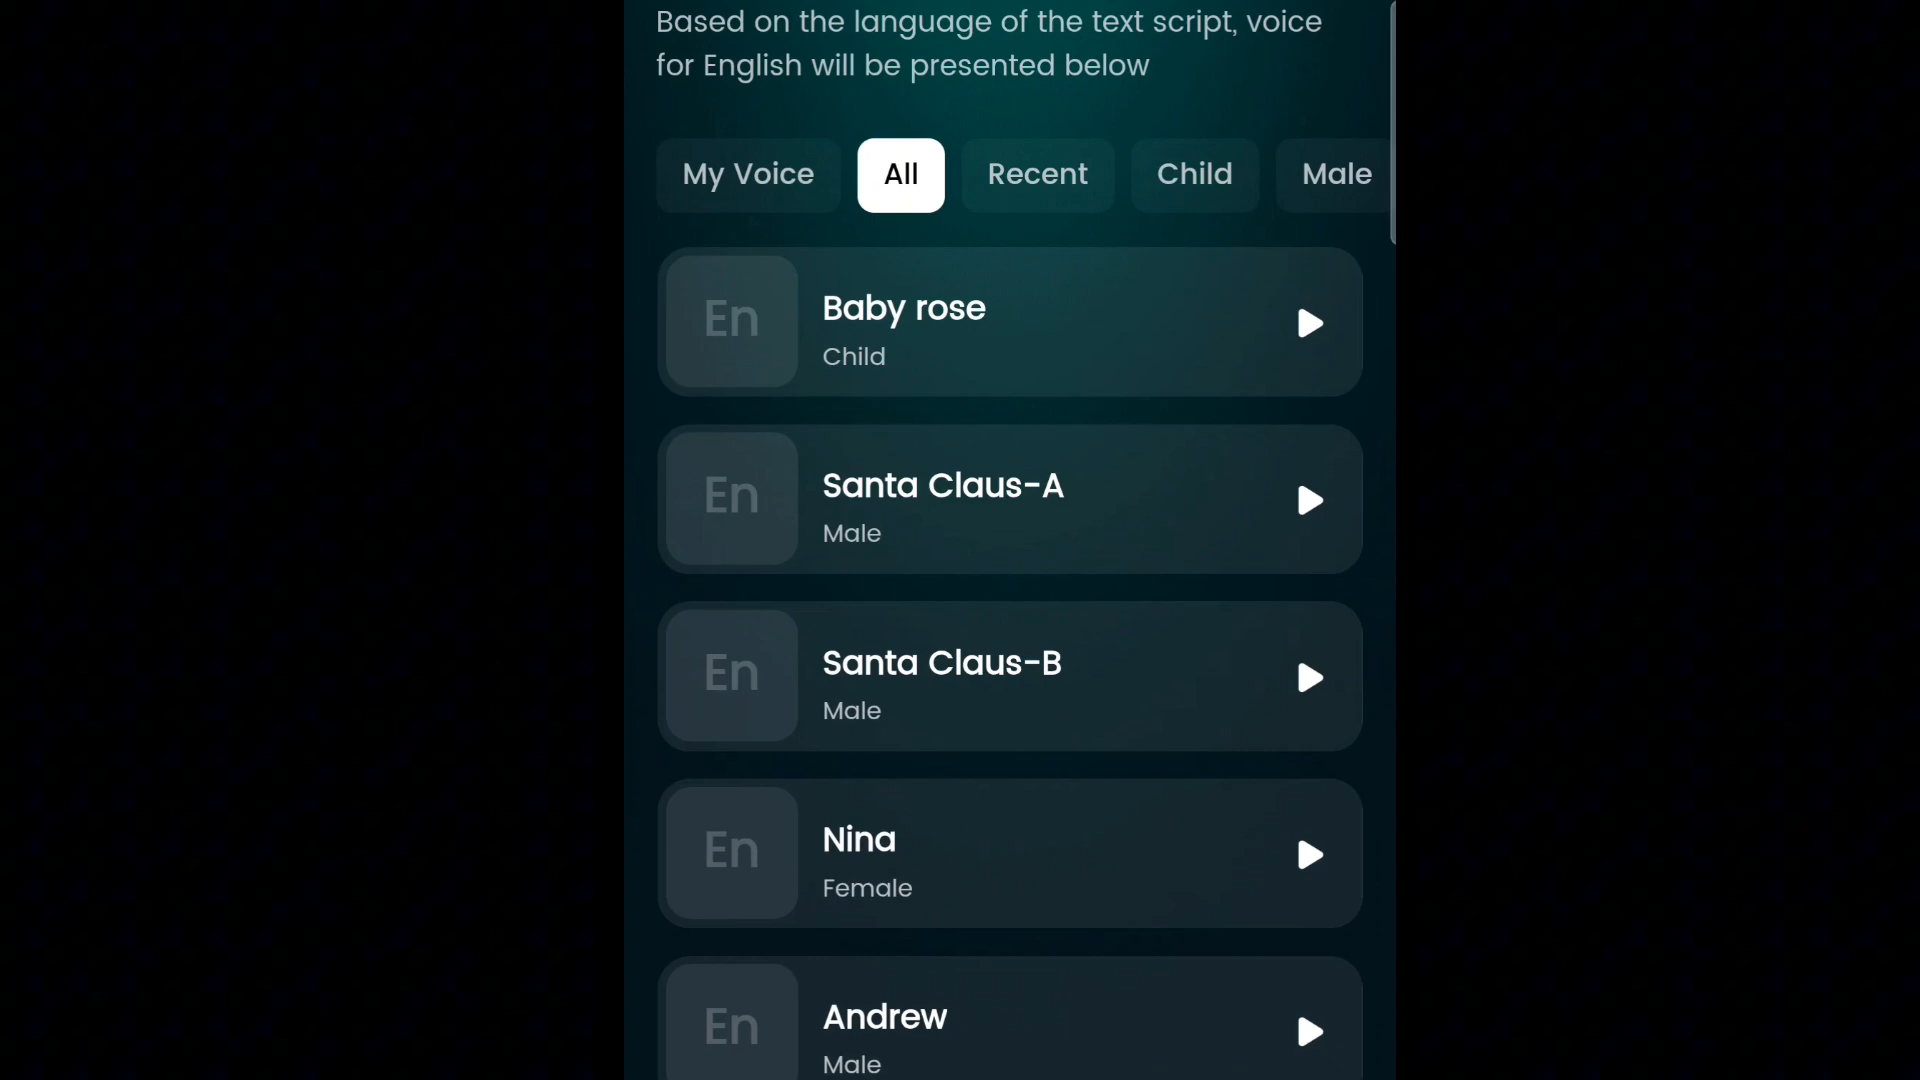 Based on the language of the text script, voice
for English will be presented below
My Voice All Recent Child Male
En
Baby rose
Child
En
Santa Claus-A
Male
En
Santa Claus-B
Male
En
Nina
Female
En
Andrew
Male